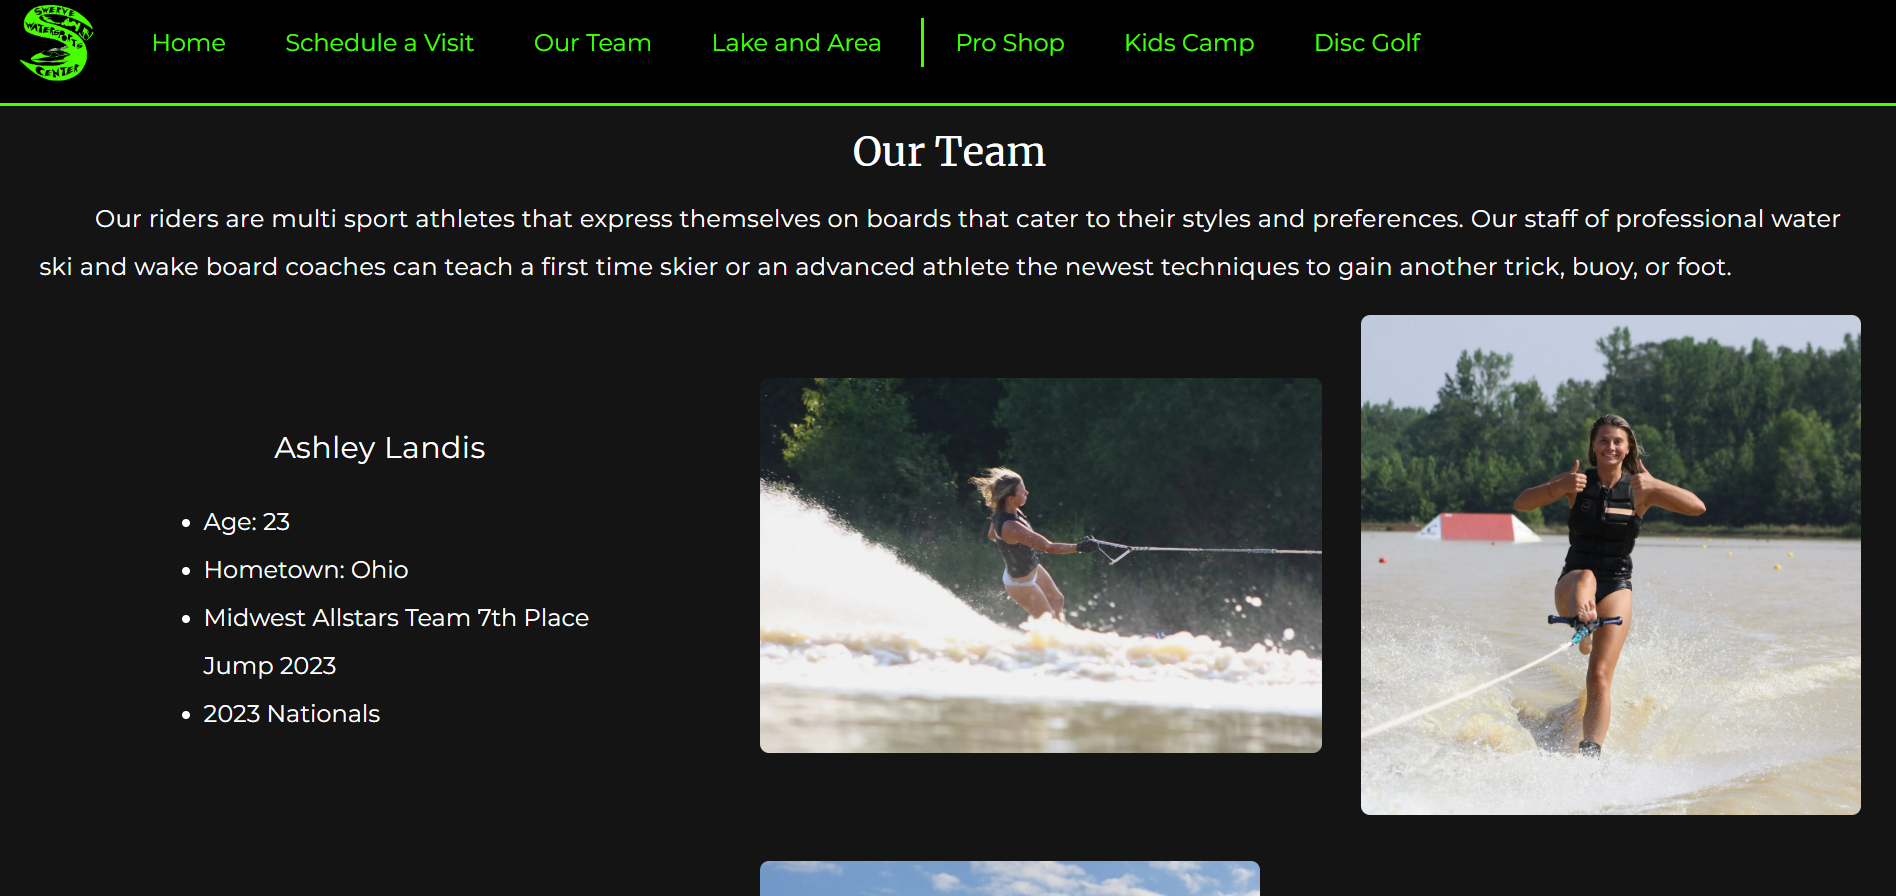 SWERVE
WATERSPORTS
CENTER
Home
Schedule a Visit
Our Team
Lake and Area
Pro Shop
Kids Camp
Disc Golf
Our Team
Our riders are multi sport athletes that express themselves on boards that cater to their styles and preferences. Our staff of professional water
ski and wake board coaches can teach a first time skier or an advanced athlete the newest techniques to gain another trick, buoy, or foot.
Ashley Landis
Age: 23
Hometown: Ohio
Midwest Allstars Team 7th Place
Jump 2023
2023 Nationals